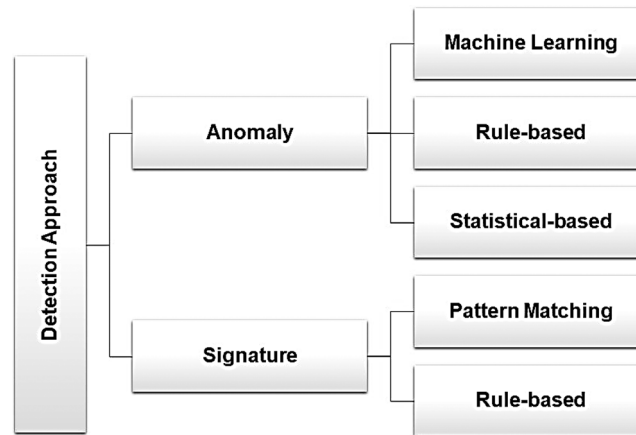 Detection Approach
Anomaly
Machine Learning
Rule-based
Statistical-based
Signature
Pattern Matching
Rule-based